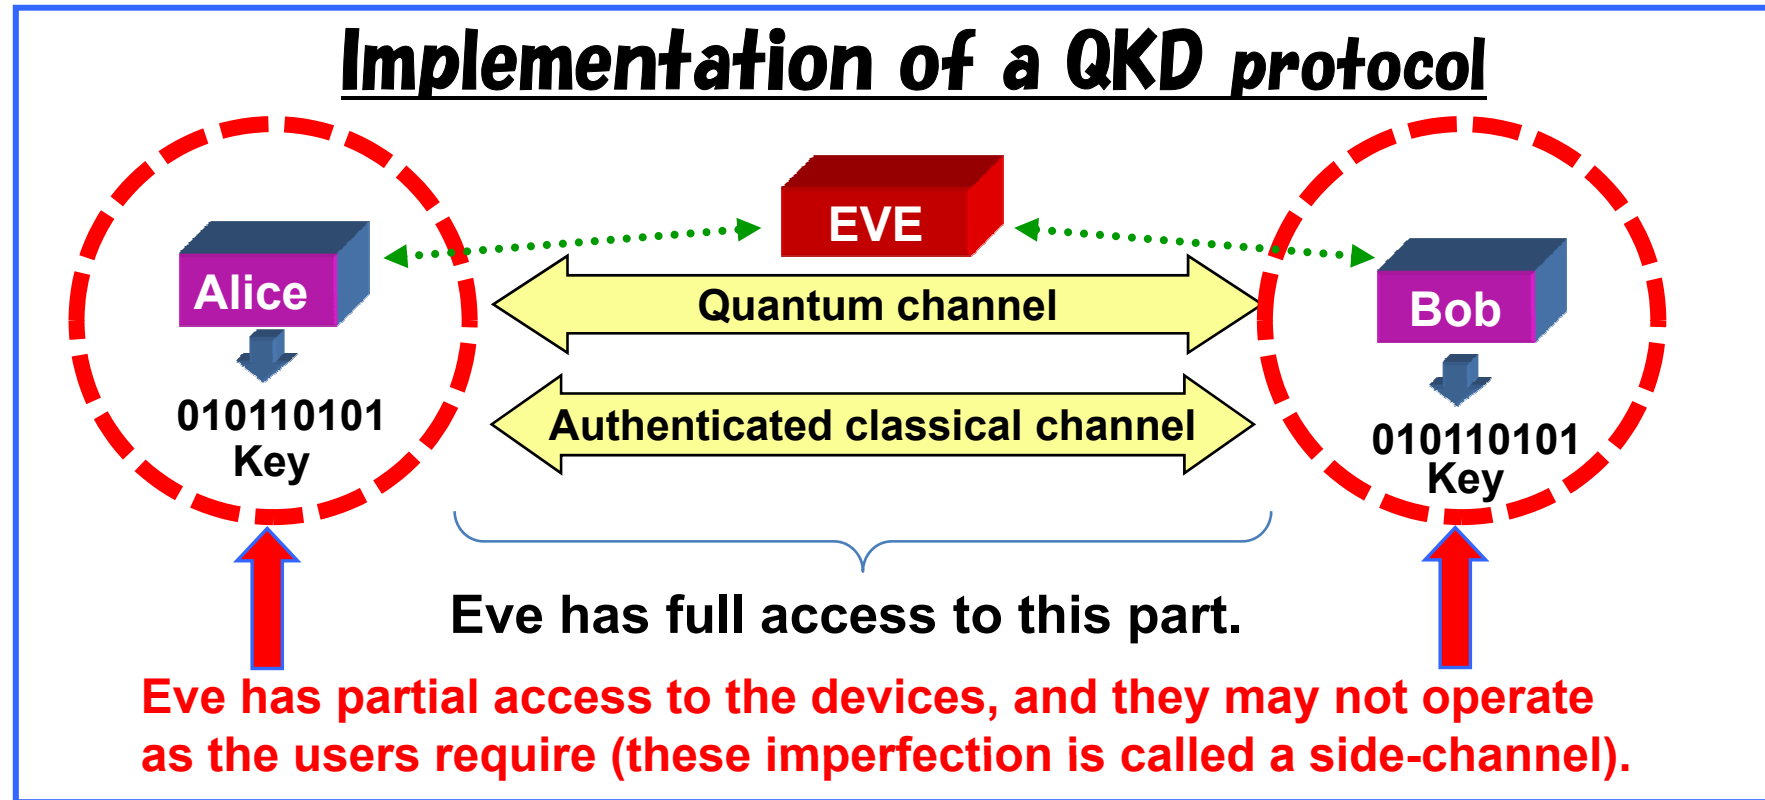 Implementation of a QKD protocol
EVE
Alice
Quantum channel
Bob
010110101
Key
Authenticated classical channel
010110101
Key
Eve has full access to this part.
Eve has partial access to the devices, and they may not operate
as the users require (these imperfection is called a side-channel).